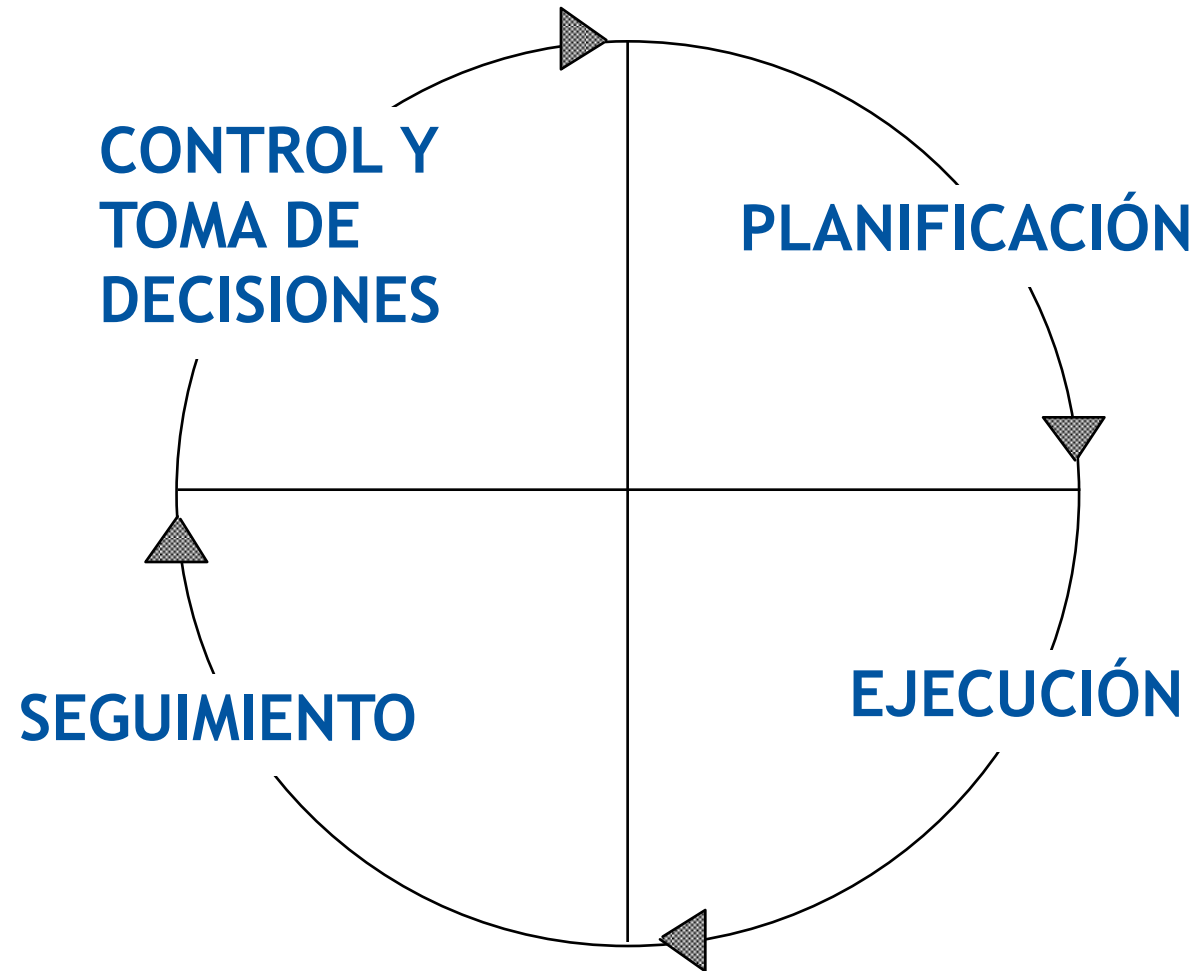 CONTROL Y
TOMA DE
DECISIONES
PLANIFICACIÓN
SEGUIMIENTO
EJECUCIÓN